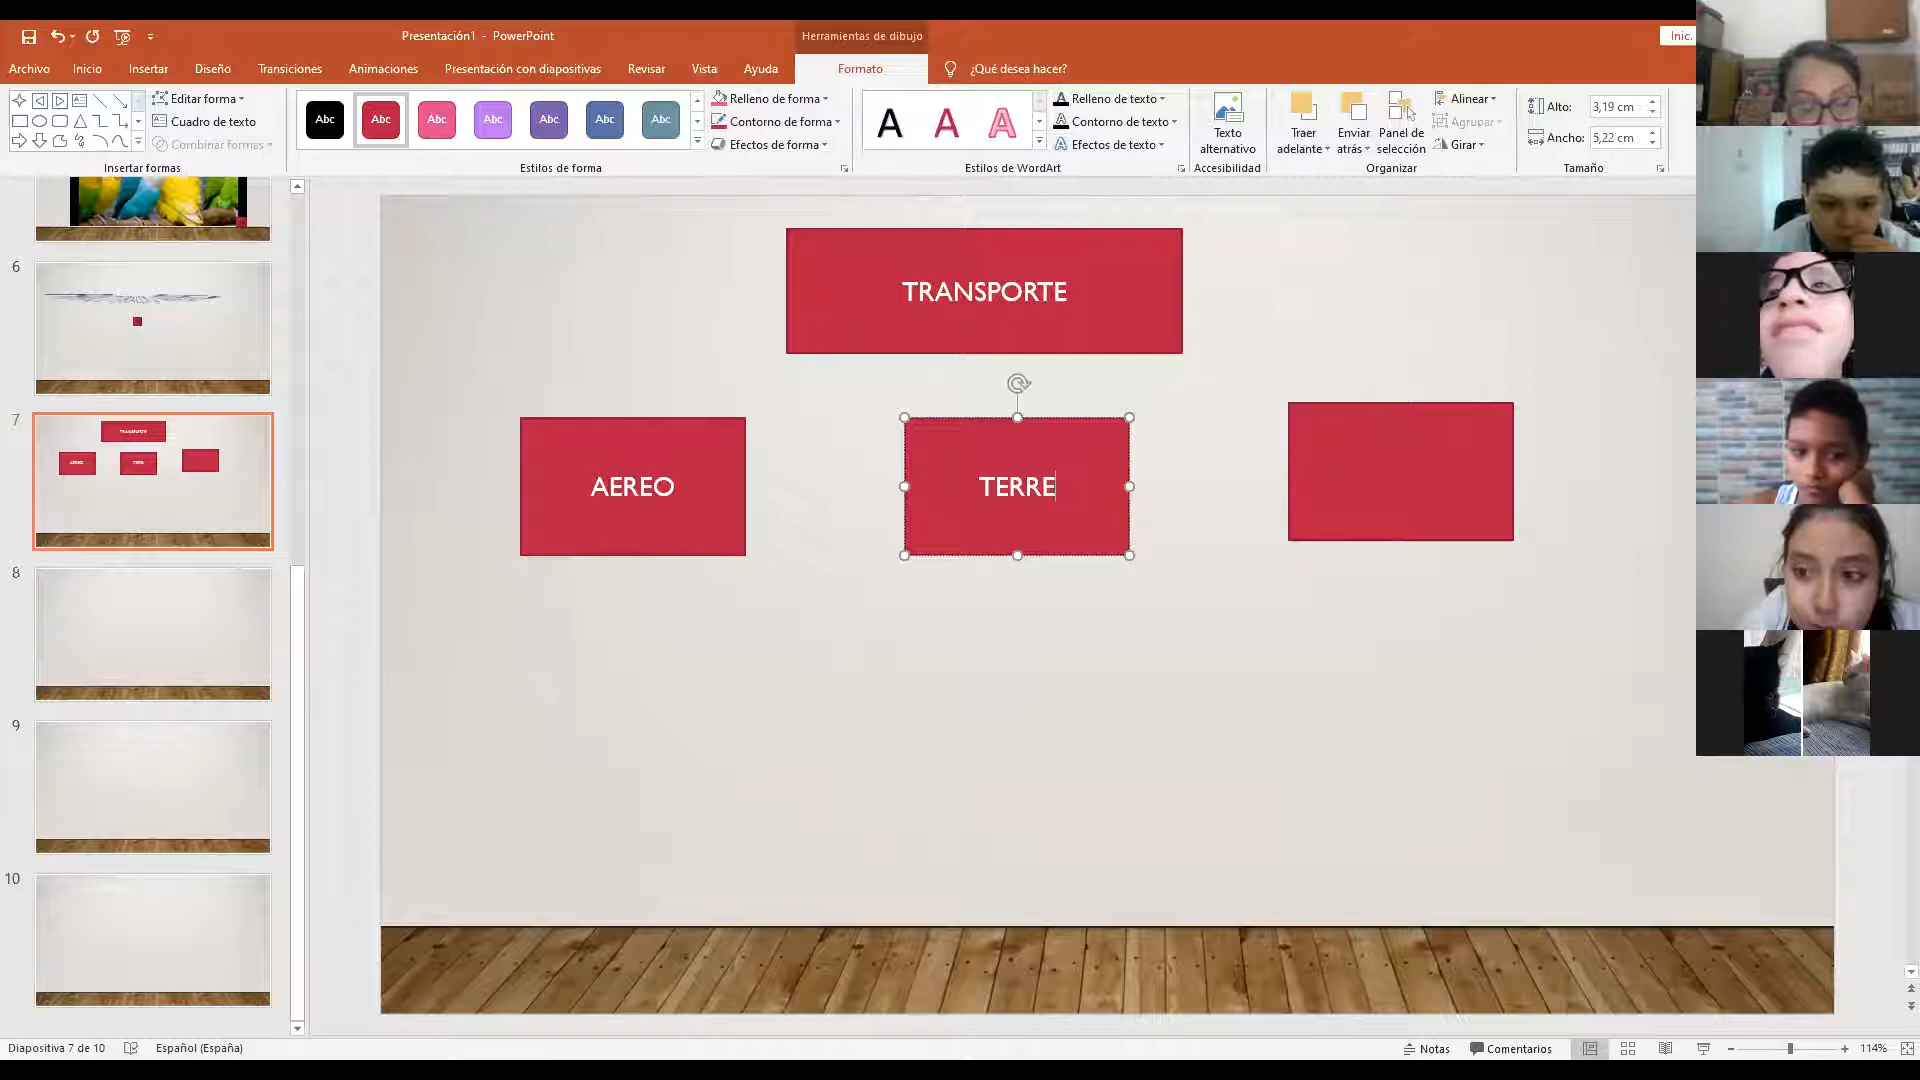 Presentación1 - PowerPoint
Herramientas de dibujo
Inic.
Archivo
Inicio
Insertar
Diseño
Transiciones
Animaciones
Presentación con diapositivas
Revisar
Vista
Ayuda
Formato
¿Qué desea hacer?
Editar forma
Cuadro de texto
Combinar formas
Insertar formas
Abc
Abc
Abc
Abc
Abc
Abc
Abc
Relleno de forma
Contorno de forma
Efectos de forma
Estilos de forma
A
A
A
Relleno de texto
Contorno de texto
Efectos de texto
Estilos de WordArt
Texto
alternativo
Accesibilidad
Traer
adelante
Enviar
atrás
Panel de
selección
Alinear
Agrupar
Girar
Organizar
Alto: 3,19 cm
Ancho: 5,22 cm
Tamaño
6
7
8
9
10
TRANSPORTE
AEREO
TERRE
Diapositiva 7 de 10
Español (España)
Notas
Comentarios
114%